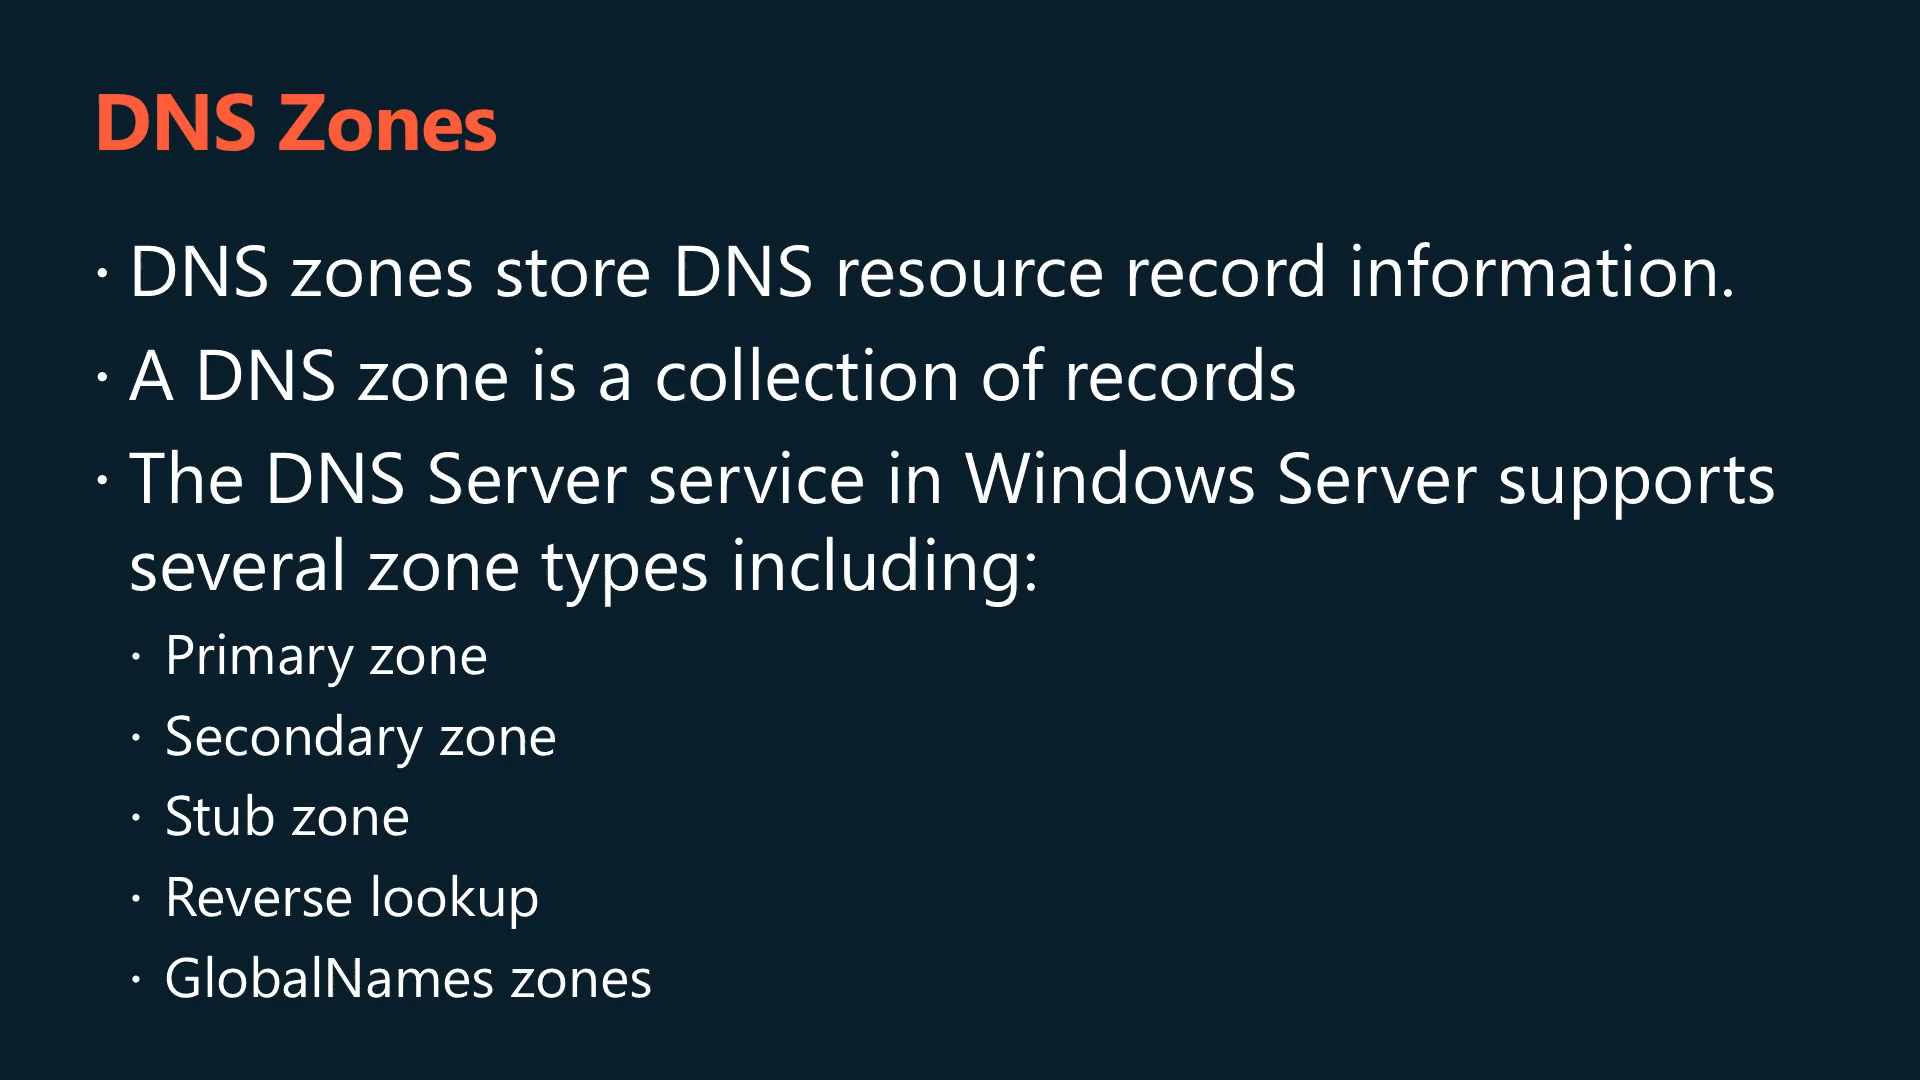 DNS Zones
· DNS zones store DNS resource record information.
· A DNS zone is a collection of records
· The DNS Server service in Windows Server supports
several zone types including:
· Primary zone
· Secondary zone
· Stub zone
· Reverse lookup
· GlobalNames zones